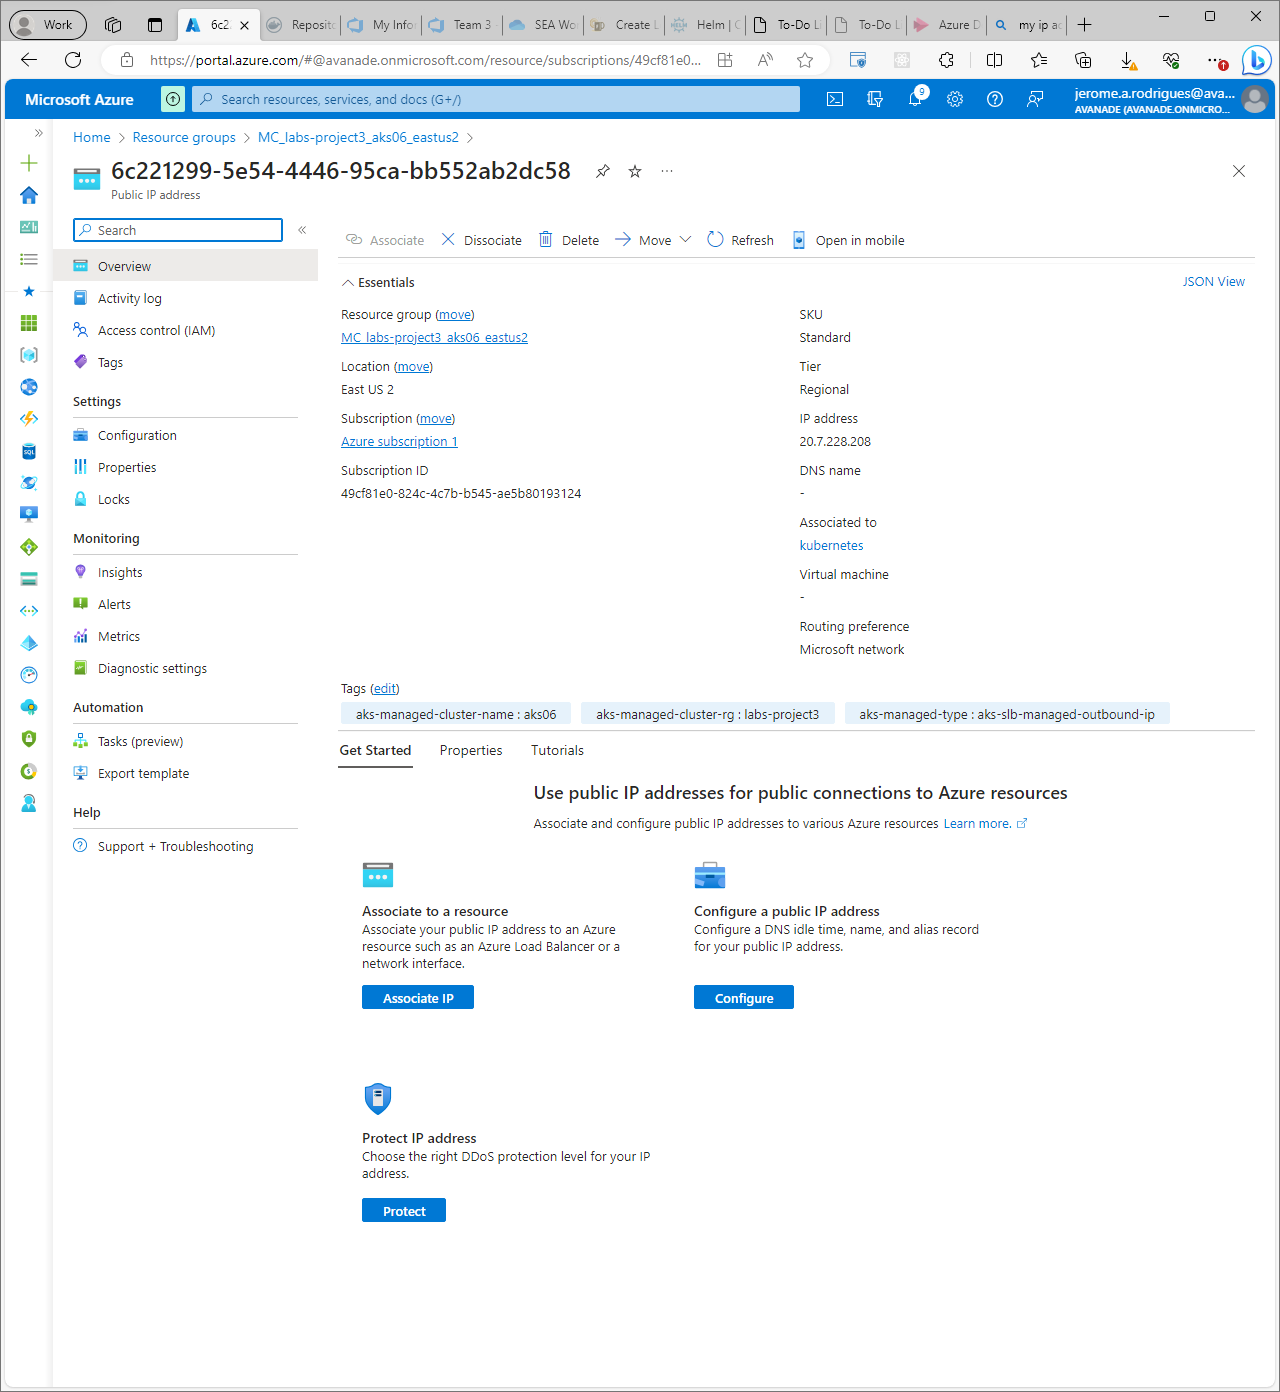 Work
6c2
Reposito
My Infor
Team 3 -
SEA Wo
Create L
Helm | C
To-Do Li
To-Do L
Azure D
my ip ad
https://portal.azure.com/#@avanade.onmicrosoft.com/resource/subscriptions/49cf81e0...
Microsoft Azure
Search resources, services, and docs (G+/)
9
jerome.a.rodrigues@ava...
AVANADE (AVANADE.ONMICRO...
Home > Resource groups > MC_labs-project3_aks06_eastus2 >
6c221299-5e54-4446-95ca-bb552ab2dc58
Public IP address
Search
Overview
Activity log
Access control (IAM)
Tags
Settings
Configuration
Properties
Locks
Monitoring
Insights
Alerts
Metrics
Diagnostic settings
Automation
Tasks (preview)
Export template
Help
Support + Troubleshooting
Associate
Dissociate
Delete
Move
Refresh
Open in mobile
Essentials
JSON View
Resource group (move)
MC_labs-project3_aks06_eastus2
Location (move)
East US 2
Subscription (move)
Azure subscription 1
Subscription ID
49cf81e0-824c-4c7b-b545-ae5b80193124
SKU
Standard
Tier
Regional
IP address
20.7.228.208
DNS name
-
Associated to
kubernetes
Virtual machine
-
Routing preference
Microsoft network
Tags (edit)
aks-managed-cluster-name : aks06
aks-managed-cluster-rg : labs-project3
aks-managed-type : aks-slb-managed-outbound-ip
Get Started
Properties
Tutorials
Use public IP addresses for public connections to Azure resources
Associate and configure public IP addresses to various Azure resources Learn more.
Associate to a resource
Associate your public IP address to an Azure
resource such as an Azure Load Balancer or a
network interface.
Associate IP
Configure a public IP address
Configure a DNS idle time, name, and alias record
for your public IP address.
Configure
Protect IP address
Choose the right DDoS protection level for your IP
address.
Protect